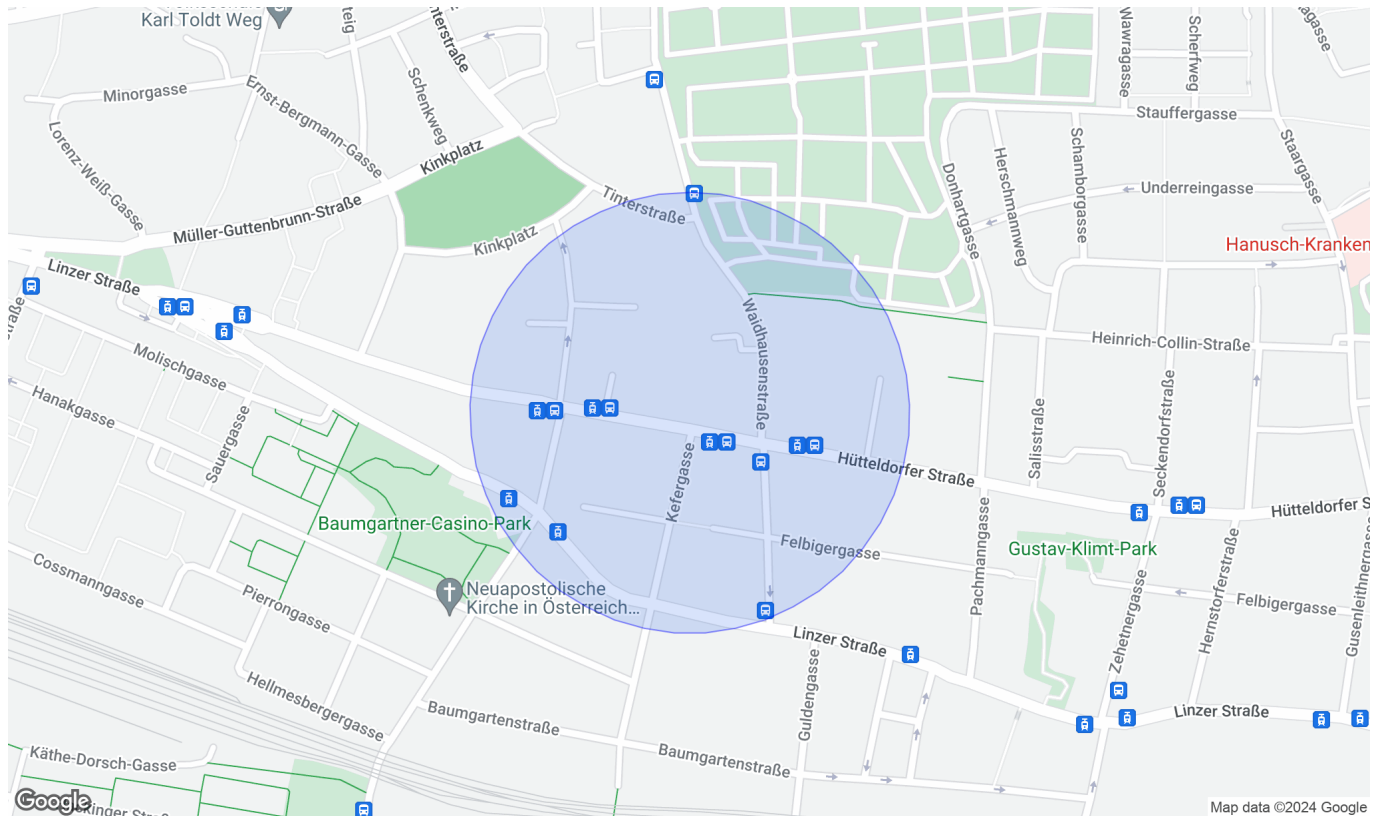 Karl Toldt Weg
Minorgasse
Ernst-Bergmann-Gasse
Schenkweg
Lorenz-Weiß-Gasse
Kinkplatz
Müller-Guttenbrunn-Straße
Kinkplatz
Tinterstraße
Wawragasse
Scherfweg
Stauffergasse
Staargasse
Schamborgasse
Herschmannweg
Donhartgasse
Underreingasse
Hanusch-Kranken
Linzer Straße
Molischgasse
Hanakgasse
Sauergasse
Waidhausenstraße
Heinrich-Collin-Straße
Salisstraße
Seckendorfstraße
Hütteldorfer Straße
Hütteldorfer S
Kefergasse
Baumgartner-Casino-Park
Felbigergasse
Pachmanngasse
Gustav-Klimt-Park
Cossmanngasse
Pierrongasse
Neuapostolische
Kirche in Österreich...
Felbigergasse
Zehetnergasse
Hernstorferstraße
Gusenleithnergasse
Linzer Straße
Guldengasse
Hellmesbergergasse
Baumgartenstraße
Baumgartenstraße
Linzer Straße
Käthe-Dorsch-Gasse
Google
Map data ©2024 Google